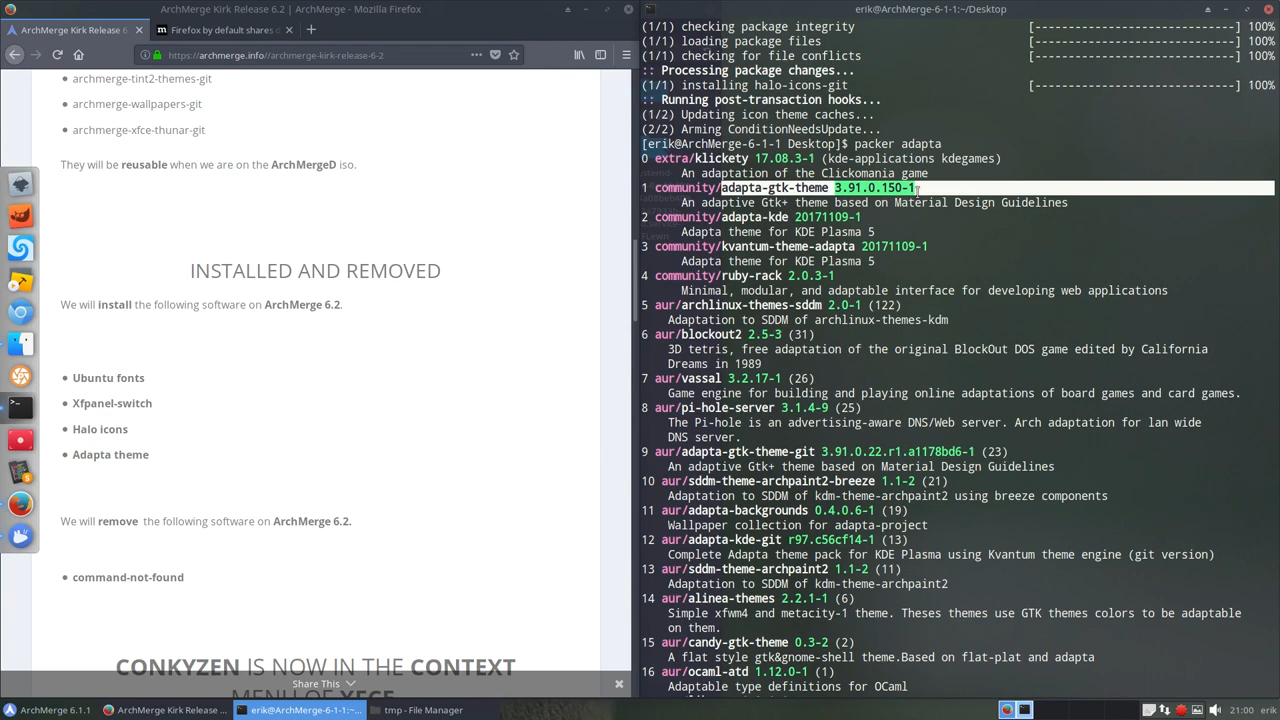 ArchMerge Kirk Release 6.2 | ArchMerge - Mozilla Firefox
ArchMerge Kirk Release 6
Firefox by default shares d
https://archmerge.info//archmerge-kirk-release-6-2
archmerge-tint2-themes-git
archmerge-wallpapers-git
archmerge-xfce-thunar-git
They will be reusable when we are on the ArchMergeD iso.
INSTALLED AND REMOVED
We will install the following software on ArchMerge 6.2.
Ubuntu fonts
Xfpanel-switch
Halo icons
Adapta theme
We will remove the following software on ArchMerge 6.2.
command-not-found
CONKYZEN IS NOW IN THE CONTEXT
MENU OF XFCE
Share This
erik@ArchMerge-6-1-1:~/Desktop
(1/1) checking package integrity [------------------------------] 100%
(1/1) loading package files [------------------------------] 100%
(1/1) checking for file conflicts [------------------------------] 100%
:: Processing package changes...
(1/1) installing halo-icons-git [------------------------------] 100%
:: Running post-transaction hooks...
(1/2) Updating icon theme caches...
(2/2) Arming ConditionNeedsUpdate...
[erik@ArchMerge-6-1-1 Desktop]$ packer adapta
0 extra/klickety 17.08.3-1 (kde-applications kdegames)
An adaptation of the Clickomania game
1 community/adapta-gtk-theme 3.91.0.150-1
An adaptive Gtk+ theme based on Material Design Guidelines
2 community/adapta-kde 20171109-1
Adapta theme for KDE Plasma 5
3 community/kvantum-theme-adapta 20171109-1
Adapta theme for KDE Plasma 5
4 community/ruby-rack 2.0.3-1
Minimal, modular, and adaptable interface for developing web applications
5 aur/archlinux-themes-sddm 2.0-1 (122)
Adaptation to SDDM of archlinux-themes-kdm
6 aur/blockout2 2.5-3 (31)
3D tetris, free adaptation of the original BlockOut DOS game edited by California
Dreams in 1989
7 aur/vassal 3.2.17-1 (26)
Game engine for building and playing online adaptations of board games and card games.
8 aur/pi-hole-server 3.1.4-9 (25)
The Pi-hole is an advertising-aware DNS/Web server. Arch adaptation for lan wide
DNS server.
9 aur/adapta-gtk-theme-git 3.91.0.22.r1.a1178bd6-1 (23)
An adaptive Gtk+ theme based on Material Design Guidelines
10 aur/sddm-theme-archpaint2-breeze 1.1-2 (21)
Adaptation to SDDM of kdm-theme-archpaint2 using breeze components
11 aur/adapta-backgrounds 0.4.0.6-1 (19)
Wallpaper collection for adapta-project
12 aur/adapta-kde-git r97.c56cf14-1 (13)
Complete Adapta theme pack for KDE Plasma using Kvantum theme engine (git version)
13 aur/sddm-theme-archpaint2 1.1-2 (11)
Adaptation to SDDM of kdm-theme-archpaint2
14 aur/alinea-themes 2.2.1-1 (6)
Simple xfwm4 and metacity-1 theme. Theses themes use GTK themes colors to be adaptable
on them.
15 aur/candy-gtk-theme 0.3-2 (2)
A flat style gtk&gnome-shell theme.Based on flat-plat and adapta
16 aur/ocaml-atd 1.12.0-1 (1)
Adaptable type definitions for OCaml
ArchMerge 6.1.1
ArchMerge Kirk Release ...
erik@ArchMerge-6-1-1:~...
tmp - File Manager
21:00 erik